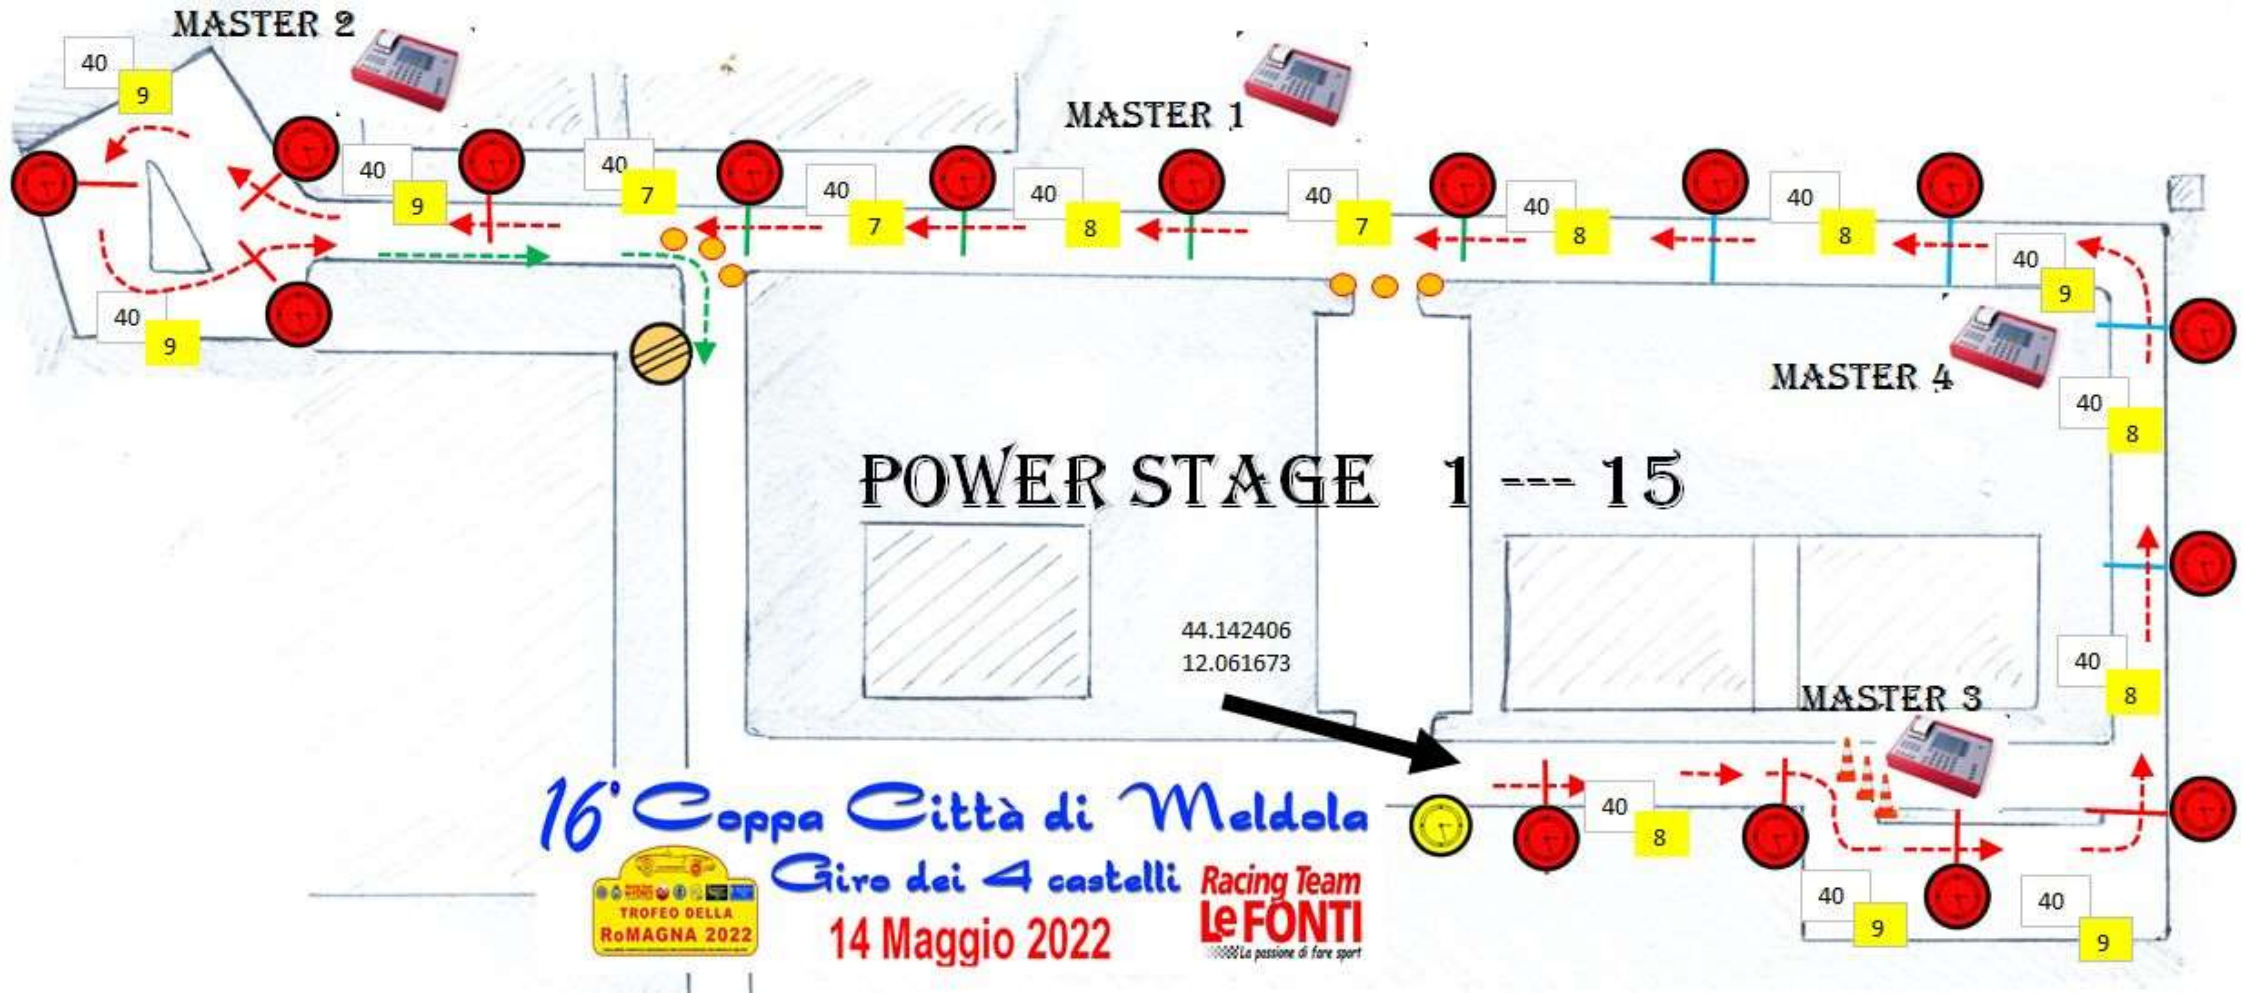 MASTER 2
40
9
40
9
40
7
40
7
MASTER 1
40
8
40
7
40
8
40
8
40
9
40
9
MASTER 4
40
8
POWER STAGE 1 --- 15
44.142406
12.061673
40
8
MASTER 3
40
8
40
9
40
9
16° Coppa Città di Meldola
Giro dei 4 castelli
14 Maggio 2022
TROFEO DELLA
RoMAGNA 2022
Racing Team
Le FONTI
La passione di fare sport